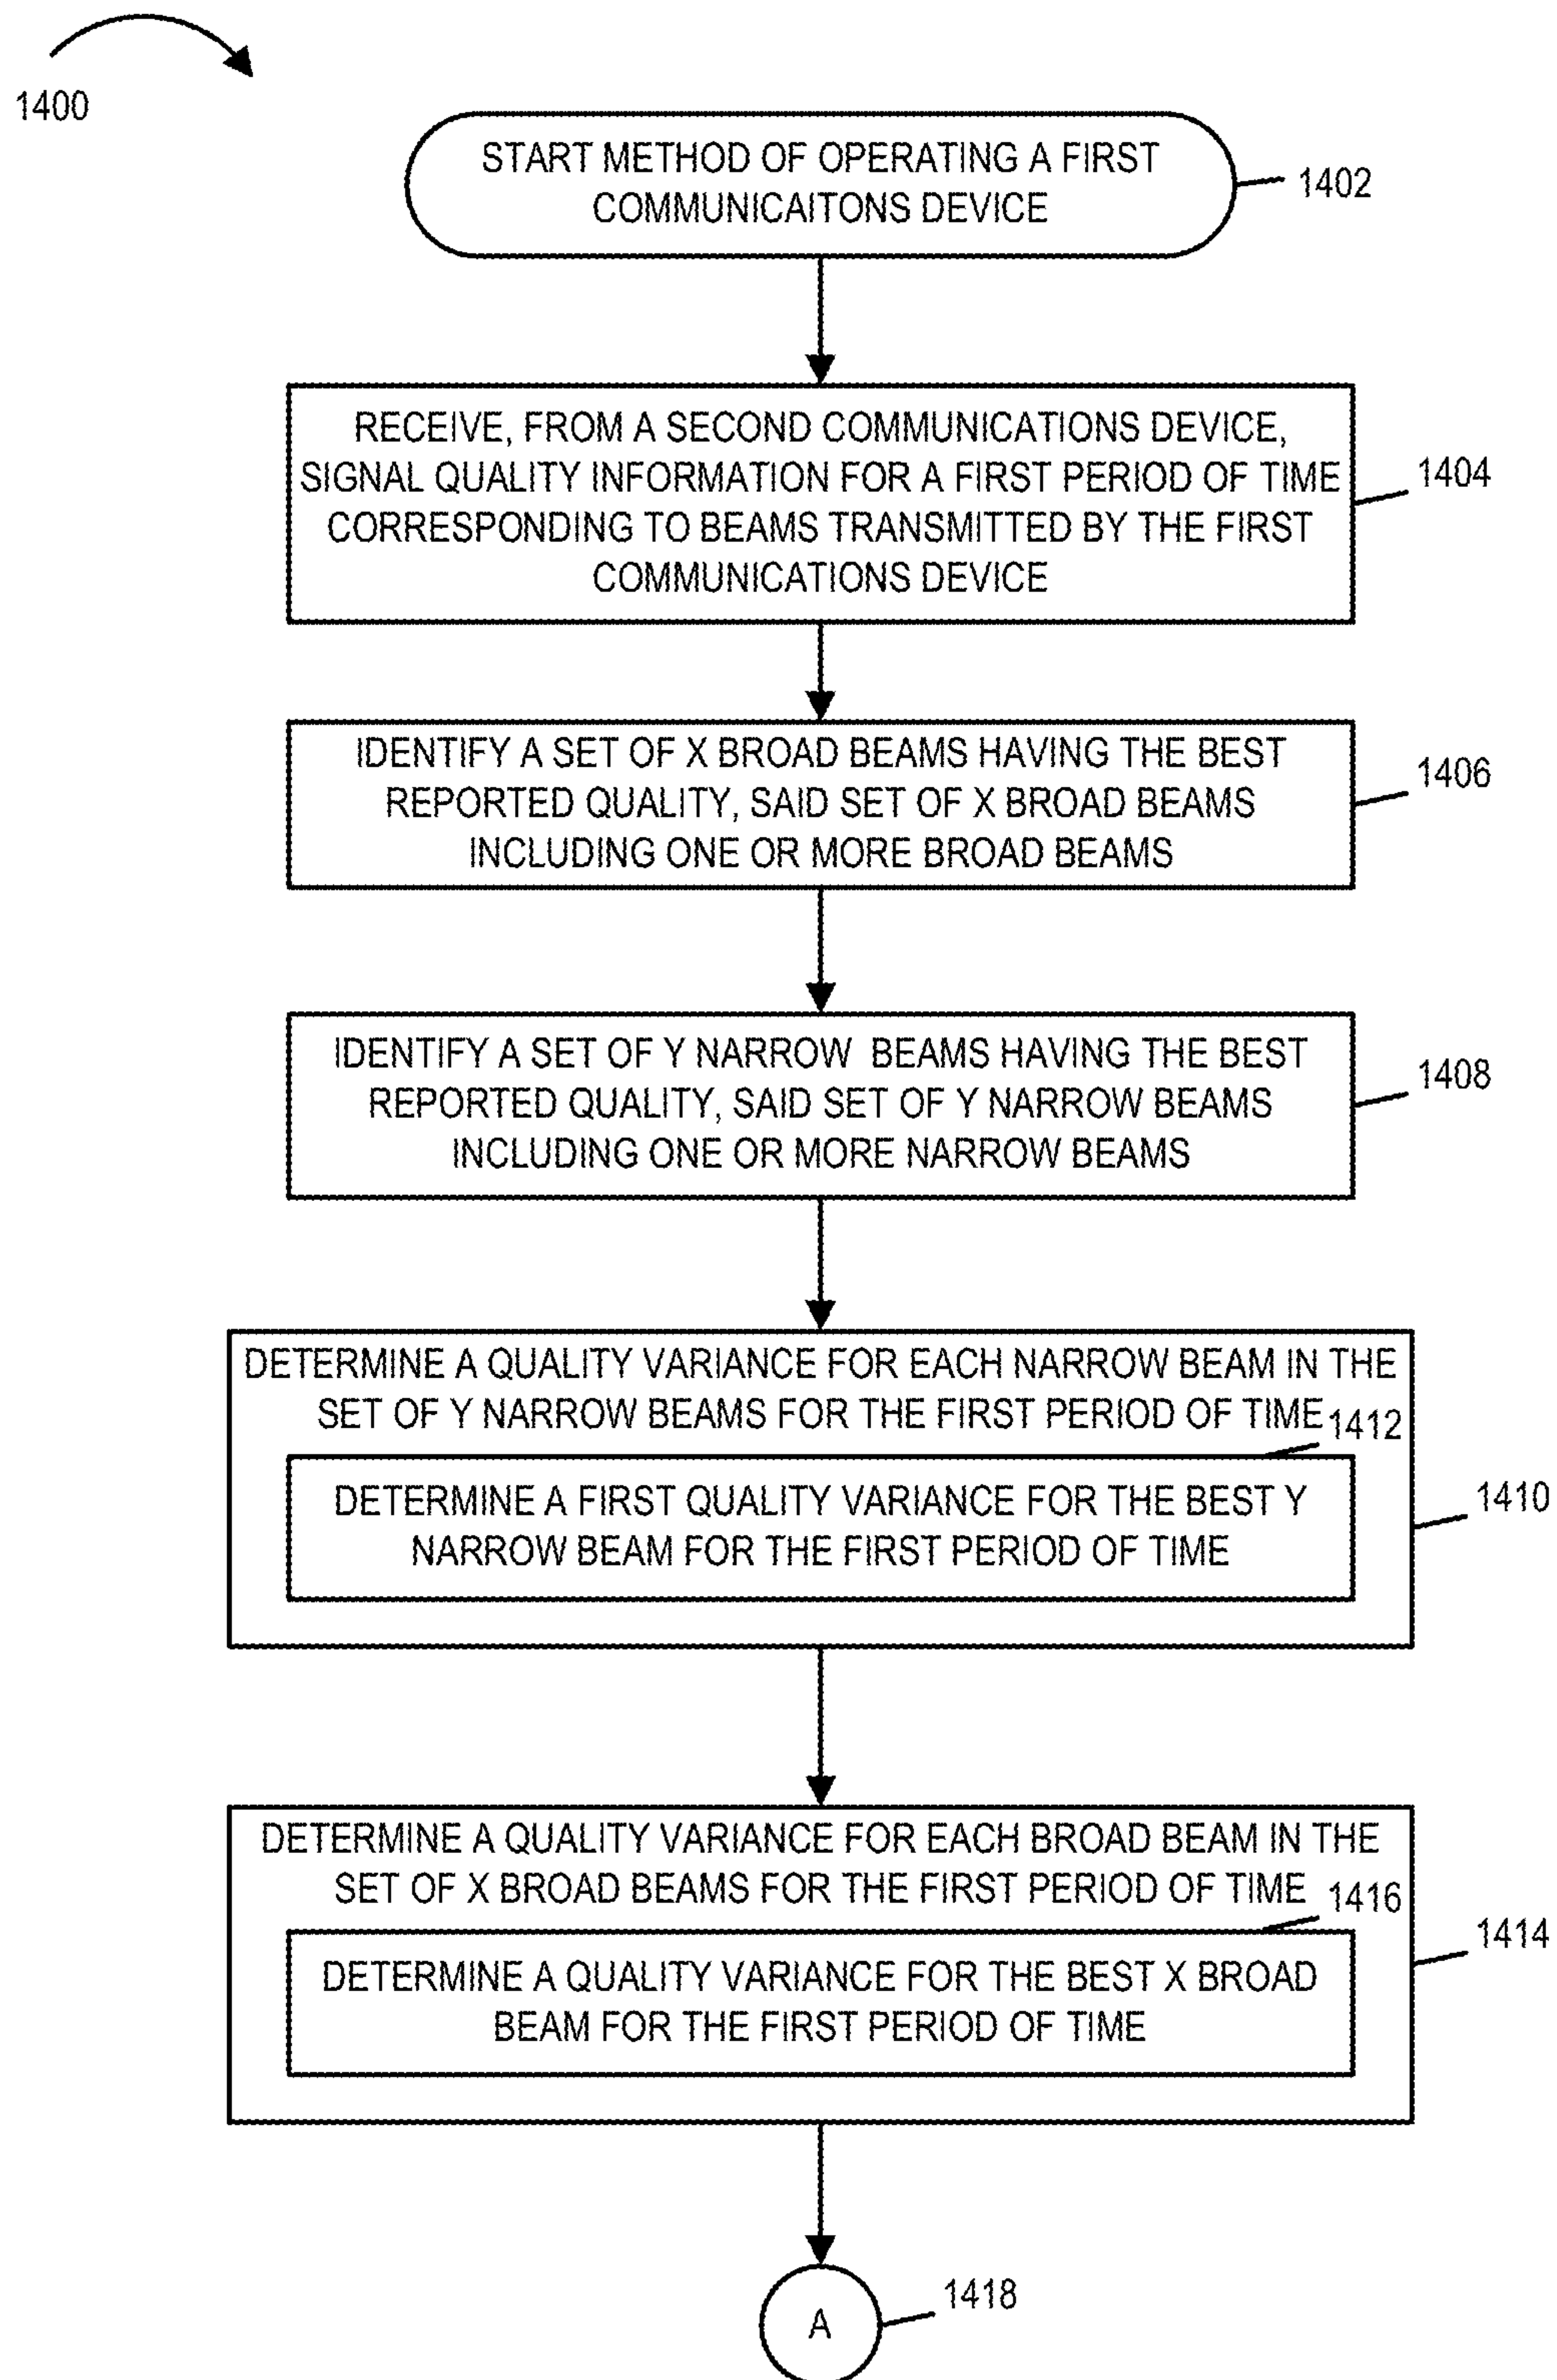 1400
START METHOD OF OPERATING A FIRST
COMMUNICAITONS DEVICE
1402
RECEIVE, FROM A SECOND COMMUNICATIONS DEVICE,
SIGNAL QUALITY INFORMATION FOR A FIRST PERIOD OF TIME
CORRESPONDING TO BEAMS TRANSMITTED BY THE FIRST
COMMUNICATIONS DEVICE
1404
IDENTIFY A SET OF X BROAD BEAMS HAVING THE BEST
REPORTED QUALITY, SAID SET OF X BROAD BEAMS
INCLUDING ONE OR MORE BROAD BEAMS
1406
IDENTIFY A SET OF Y NARROW BEAMS HAVING THE BEST
REPORTED QUALITY, SAID SET OF Y NARROW BEAMS
INCLUDING ONE OR MORE NARROW BEAMS
1408
DETERMINE A QUALITY VARIANCE FOR EACH NARROW BEAM IN THE
SET OF Y NARROW BEAMS FOR THE FIRST PERIOD OF TIME
1412
DETERMINE A FIRST QUALITY VARIANCE FOR THE BEST Y
NARROW BEAM FOR THE FIRST PERIOD OF TIME
1410
DETERMINE A QUALITY VARIANCE FOR EACH BROAD BEAM IN THE
SET OF X BROAD BEAMS FOR THE FIRST PERIOD OF TIME
1416
DETERMINE A QUALITY VARIANCE FOR THE BEST X BROAD
BEAM FOR THE FIRST PERIOD OF TIME
1414
A
1418